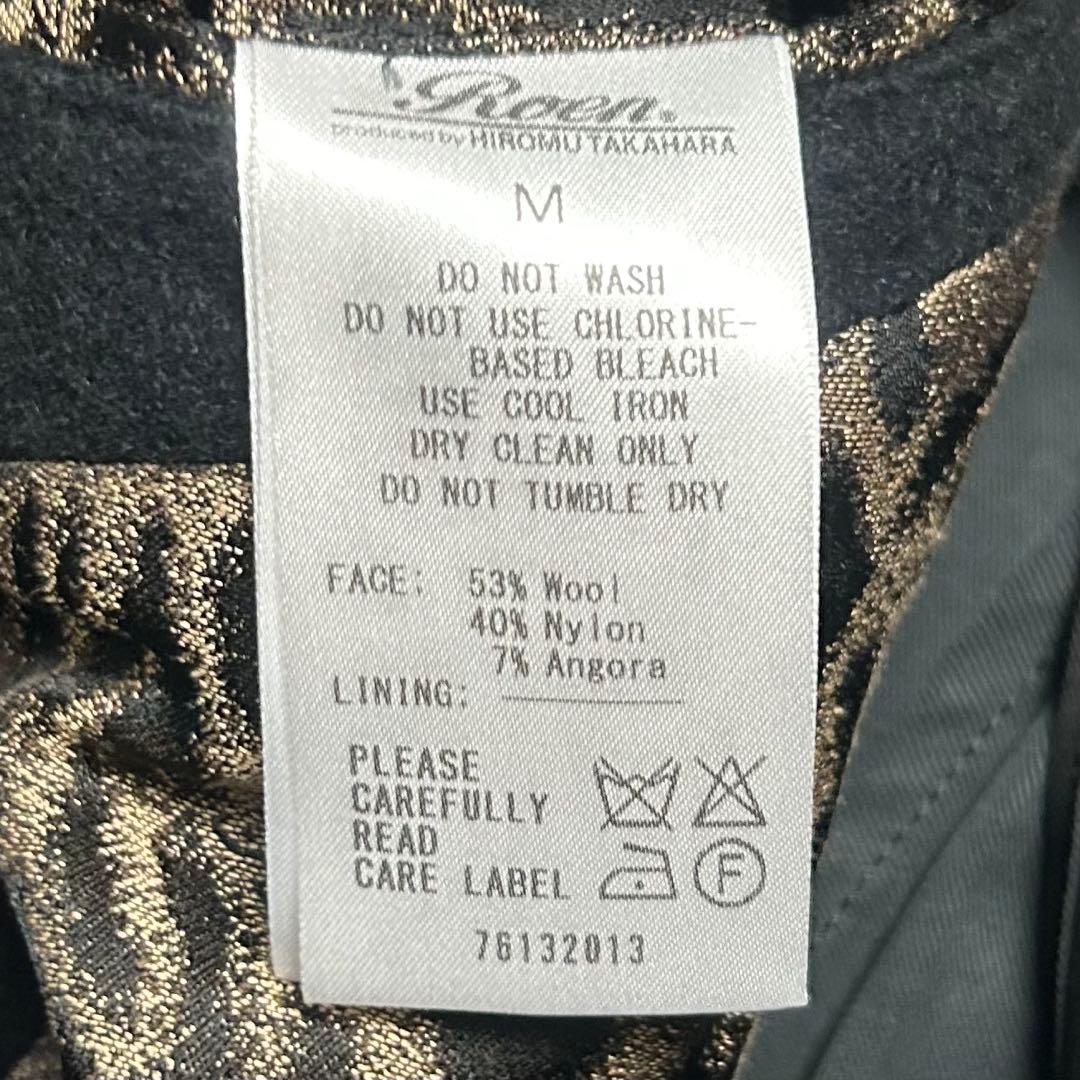 Roen.
produced by HIROMU TAKAHARA
M
DO NOT WASH
DO NOT USE CHLORINE-
BASED BLEACH
USE COOL IRON
DRY CLEAN ONLY
DO NOT TUMBLE DRY
FACE: 53% Wool
40% Nylon
7% Angora
LINING:
PLEASE
CAREFULLY
READ
CARE LABEL
F
76132013